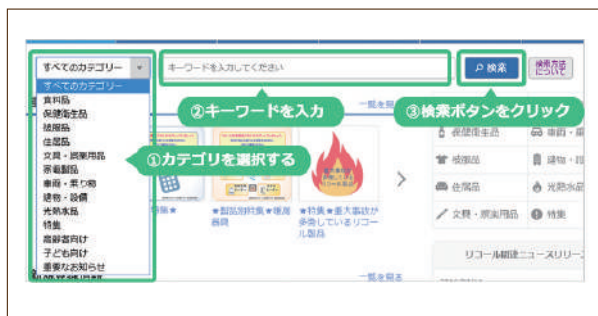 すべてのカテゴリー
キーワードを入力してください
検索
検索方法
について
すべてのカテゴリー
食料品
保健衛生品
被服品
住居品
文具・娯楽用品
家電製品
車両・乗り物
建物・設備
光熱水品
特集
高齢者向け
子ども向け
重要なお知らせ
②キーワードを入力
③検索ボタンをクリック
①カテゴリを選択する
一覧を見
★製品別特集★暖房
器具
★特集★重大事故が
多発しているリコー
ル製品
保健衛生品
車両・乗
被服品
建物・設
住居品
光熱水品
文具・娯楽用品
特集
リコール関連ニュースリリー
一覧を見る